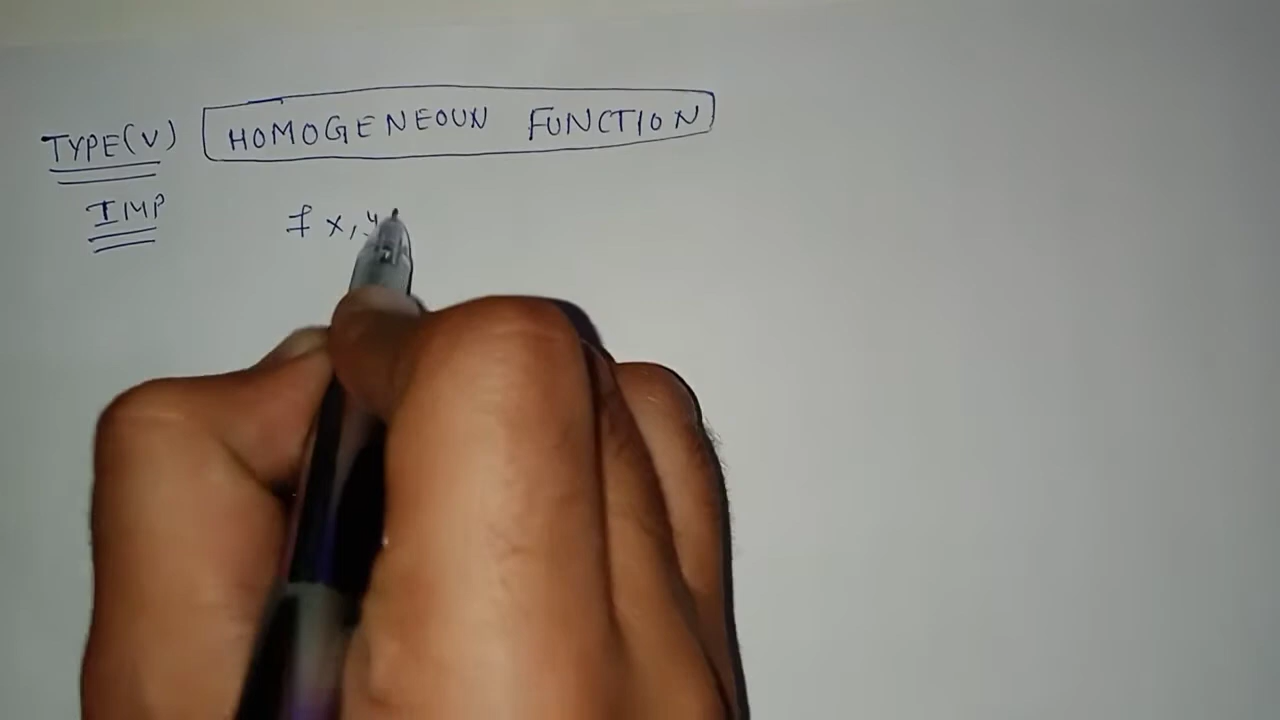 TYPE(V) HOMOGENEOUN FUNCTION
IMP
f x, y